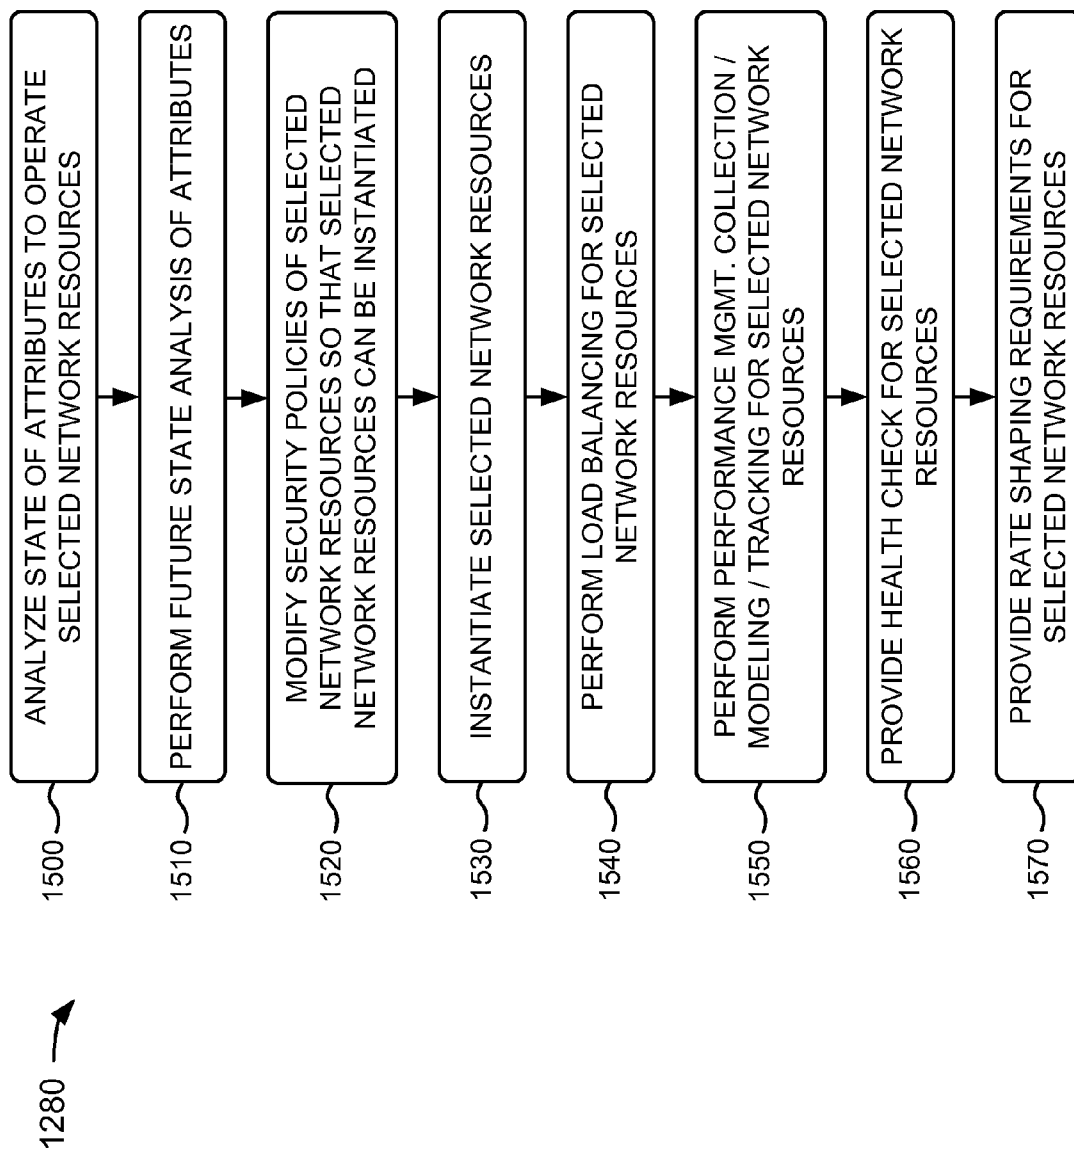 1280
1500
ANALYZE STATE OF ATTRIBUTES TO OPERATE
SELECTED NETWORK RESOURCES
1510
PERFORM FUTURE STATE ANALYSIS OF ATTRIBUTES
1520
MODIFY SECURITY POLICIES OF SELECTED
NETWORK RESOURCES SO THAT SELECTED
NETWORK RESOURCES CAN BE INSTANTIATED
1530
INSTANTIATE SELECTED NETWORK RESOURCES
1540
PERFORM LOAD BALANCING FOR SELECTED
NETWORK RESOURCES
1550
PERFORM PERFORMANCE MGMT. COLLECTION /
MODELING / TRACKING FOR SELECTED NETWORK
RESOURCES
1560
PROVIDE HEALTH CHECK FOR SELECTED NETWORK
RESOURCES
1570
PROVIDE RATE SHAPING REQUIREMENTS FOR
SELECTED NETWORK RESOURCES